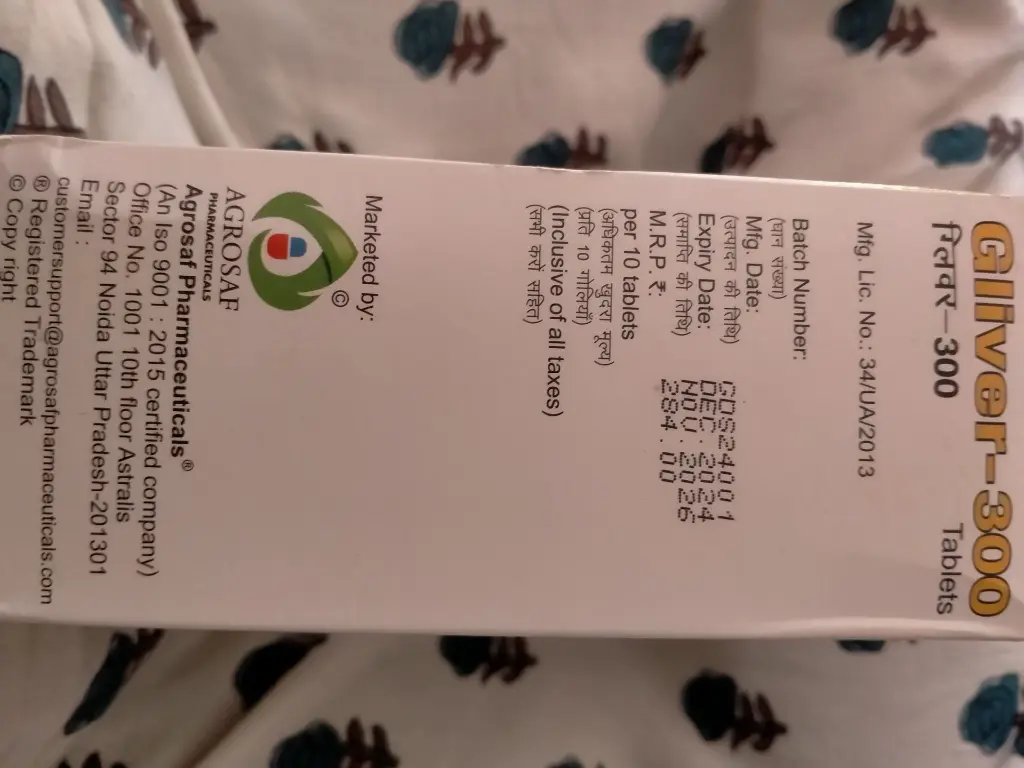 Gliver-300
ग्लिवर–300 Tablets
Mfg. Lic. No.: 34/UA/2013
Batch Number:
(घान संख्या) GDS24001
Mfg. Date: DEC.2024
(उत्पादन की तिथि)
Expiry Date: NOV.2026
(समाप्ति की तिथि)
M.R.P. ₹: 284.00
per 10 tablets
(अधिकतम खुदरा मूल्य)
(प्रति 10 गोलियाँ)
(Inclusive of all taxes)
(सभी करों सहित)
Marketed by:
©
AGROSAF
PHARMACEUTICALS
Agrosaf Pharmaceuticals®
(An Iso 9001 : 2015 certified company)
Office No. 1001 10th floor Astralis
Sector 94 Noida Uttar Pradesh-201301
Email :
customersupport@agrosafpharmaceuticals.com
® Registered Trademark
© Copy right